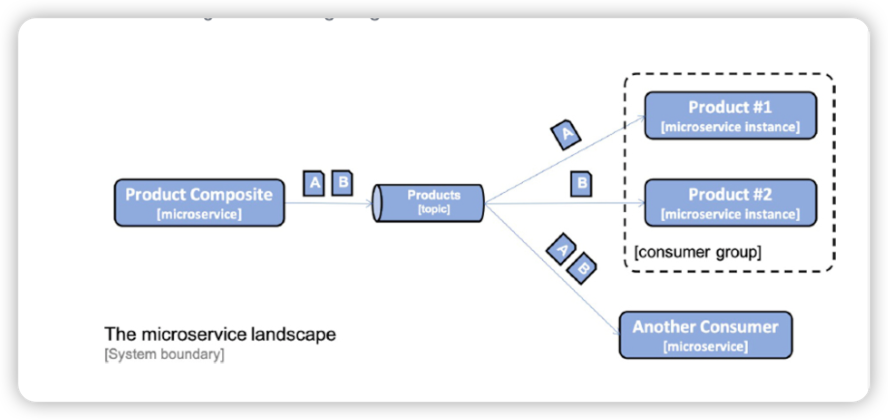 Product #1
[microservice instance]
A
A B
Product Composite
[microservice]
Products
[topic]
B
Product #2
[microservice instance]
[consumer group]
A
B
Another Consumer
[microservice]
The microservice landscape
[System boundary]